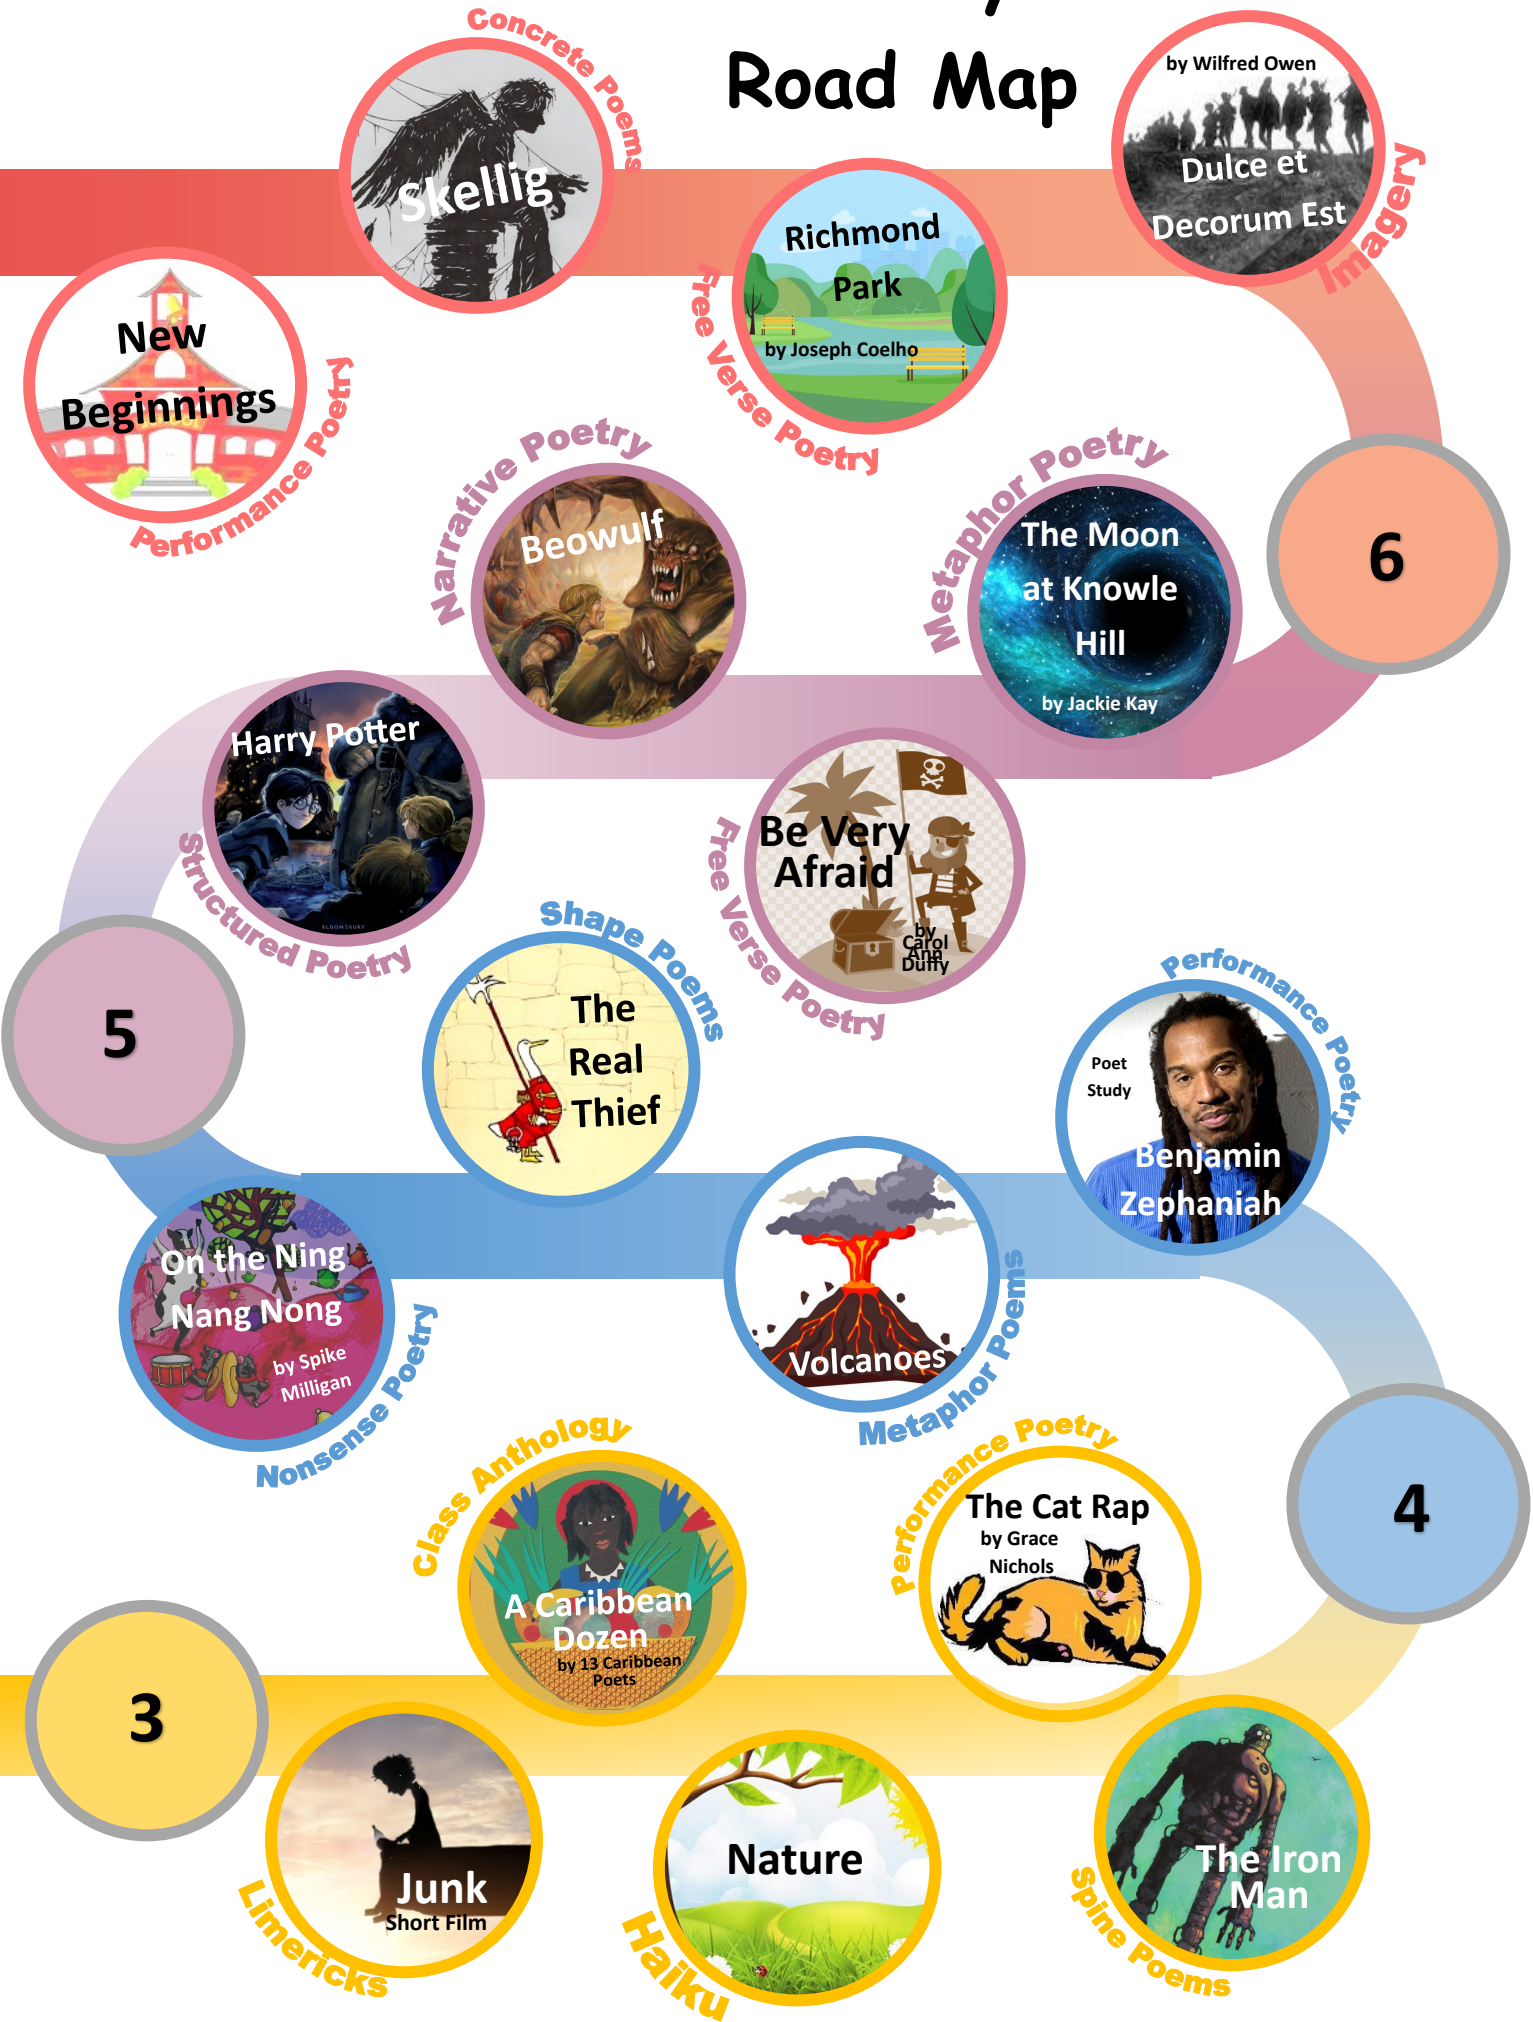 Road Map
Concrete Poems
Skellig
by Wilfred Owen
Dulce et
Decorum Est
Imagery
Richmond
Park
by Joseph Coelho
Free Verse Poetry
New
Beginnings
Performance Poetry
Narrative Poetry
Beowulf
Metaphor Poetry
The Moon
at Knowle
Hill
by Jackie Kay
6
Harry Potter
BLOOMSBURY
Structured Poetry
Be Very
Afraid
by
Carol
Ann
Duffy
Free Verse Poetry
5
Shape Poems
The
Real
Thief
Performance Poetry
Poet
Study
Benjamin
Zephaniah
On the Ning
Nang Nong
by Spike
Milligan
Nonsense Poetry
Volcanoes
Metaphor Poems
4
Class Anthology
A Caribbean
Dozen
by 13 Caribbean
Poets
Performance Poetry
The Cat Rap
by Grace
Nichols
3
Junk
Short Film
Limericks
Nature
Haiku
The Iron
Man
Spine Poems